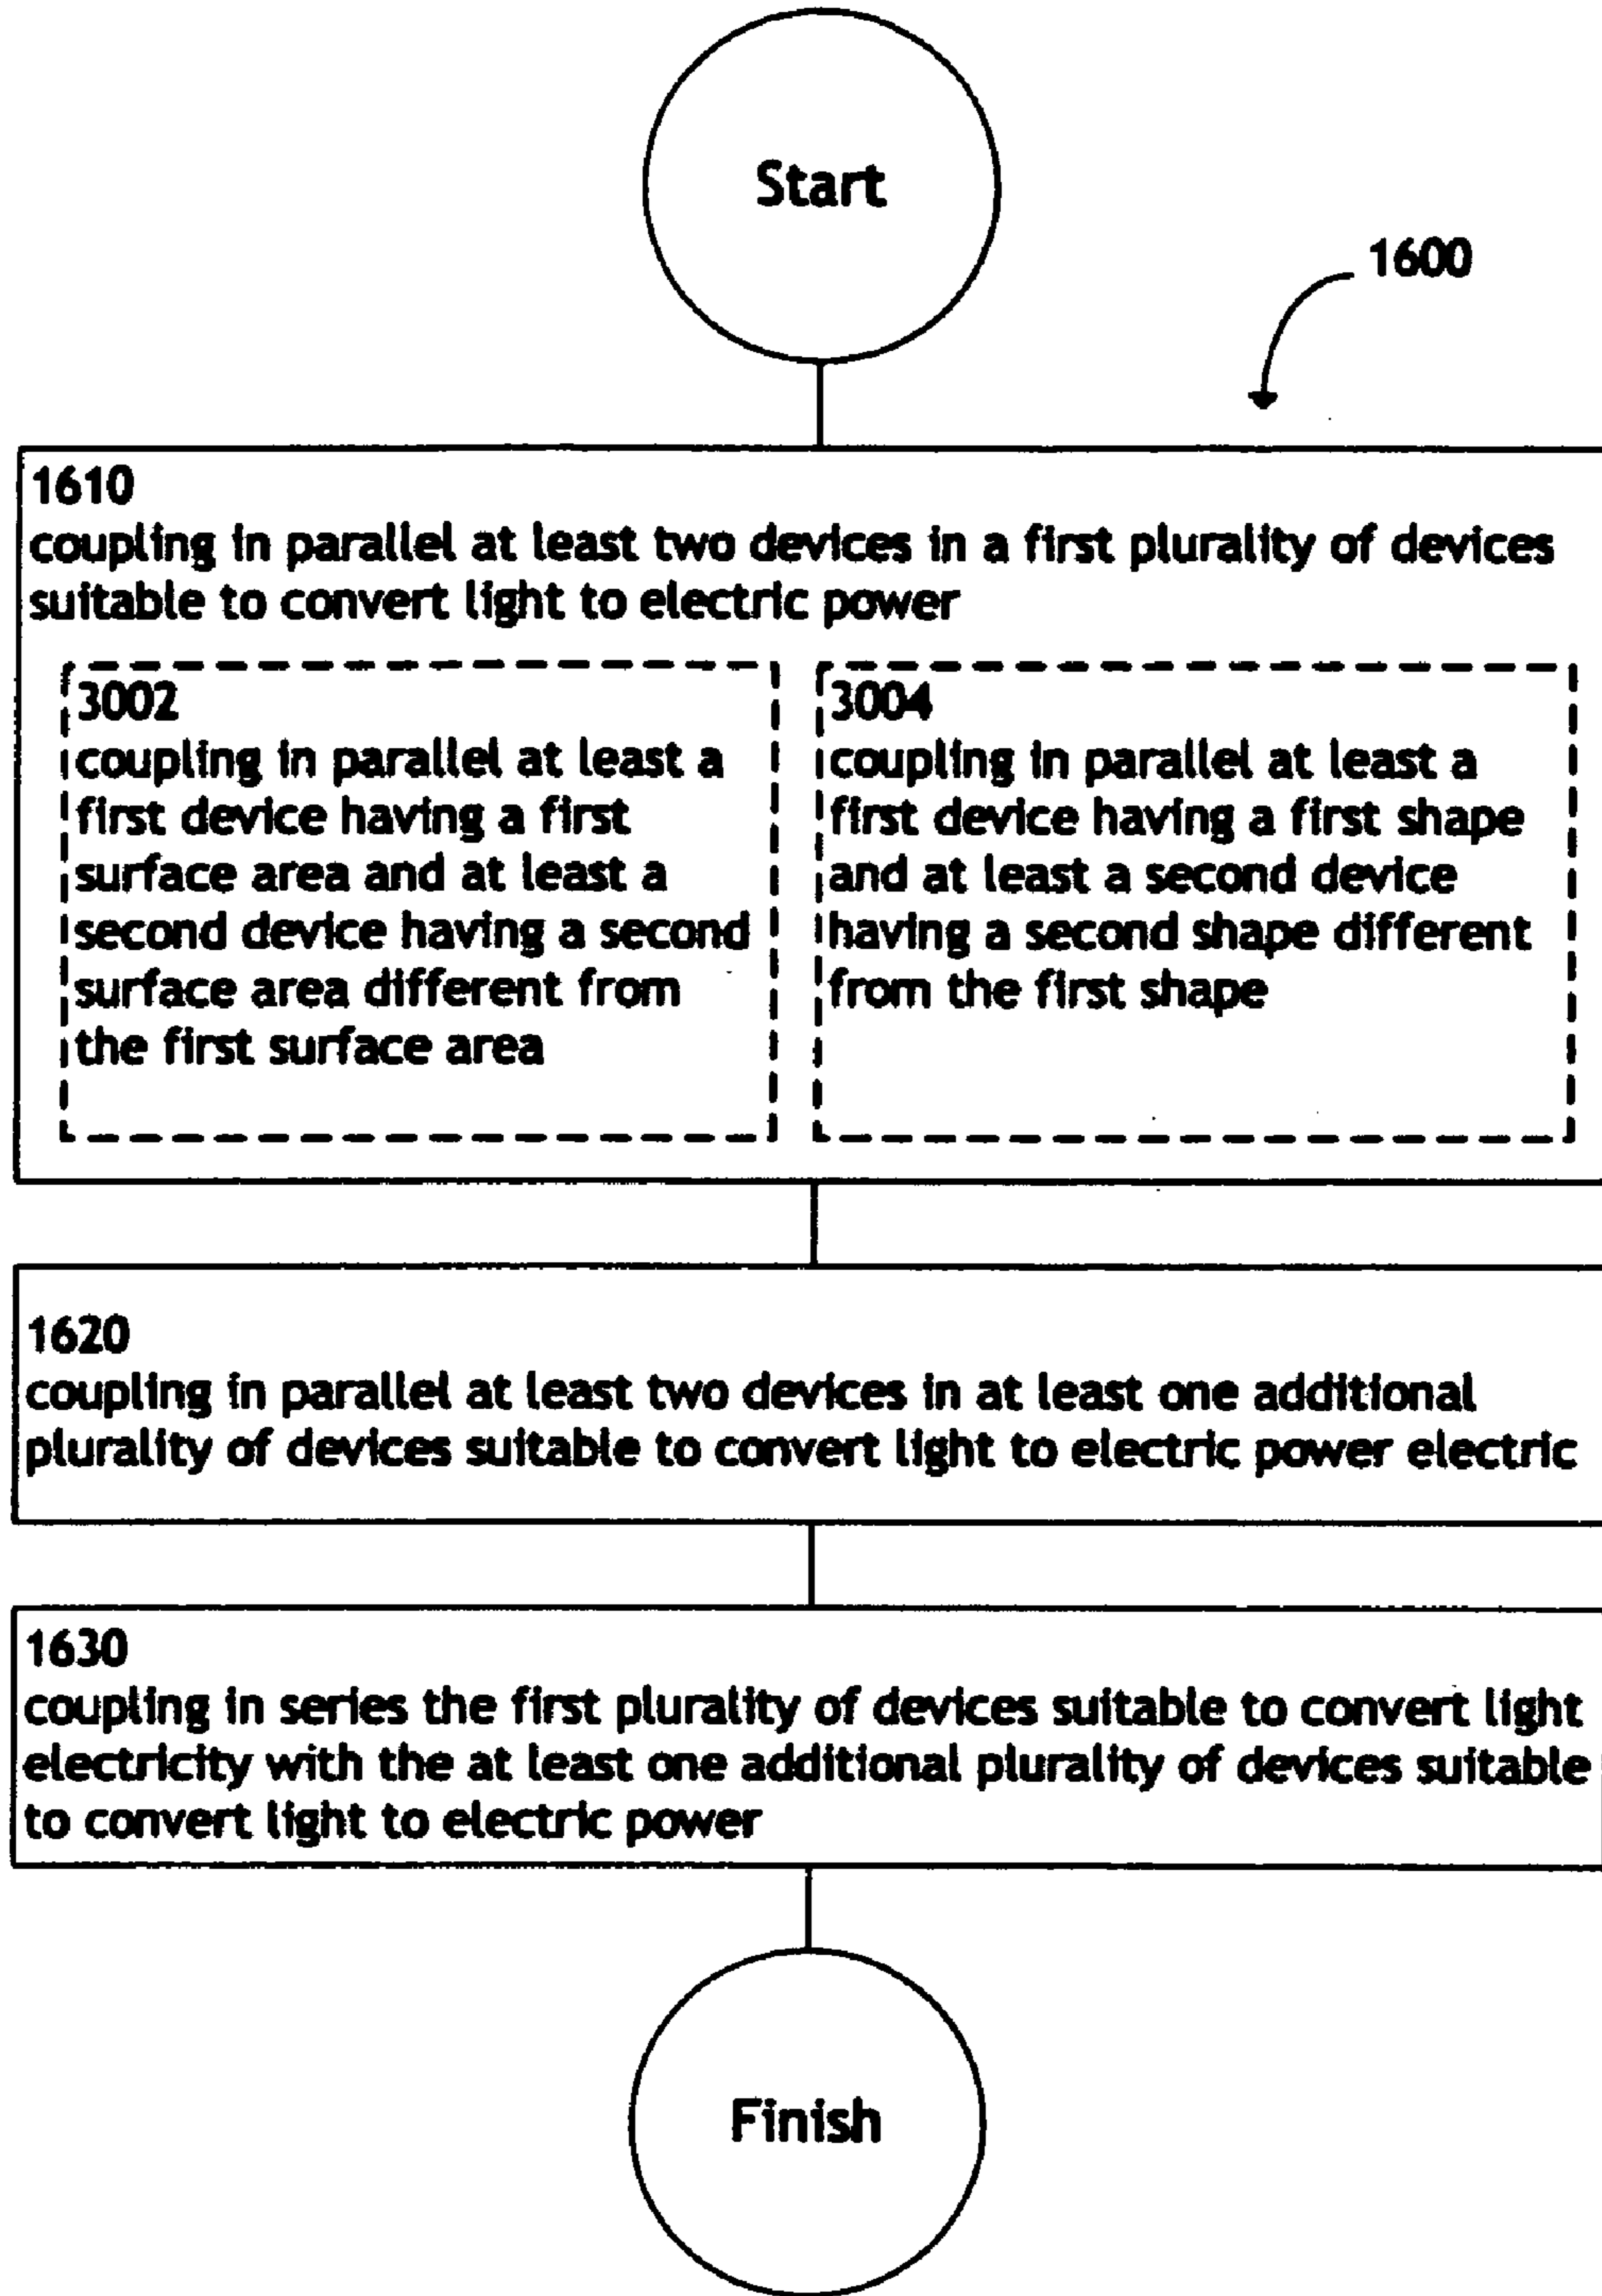 Start
1600
1610
coupling in parallel at least two devices in a first plurality of devices
suitable to convert light to electric power
3002
coupling in parallel at least a
first device having a first
surface area and at least a
second device having a second
surface area different from
the first surface area
3004
coupling in parallel at least a
first device having a first shape
and at least a second device
having a second shape different
from the first shape
1620
coupling in parallel at least two devices in at least one additional
plurality of devices suitable to convert light to electric power electric
1630
coupling in series the first plurality of devices suitable to convert light
electricity with the at least one additional plurality of devices suitable
to convert light to electric power
Finish